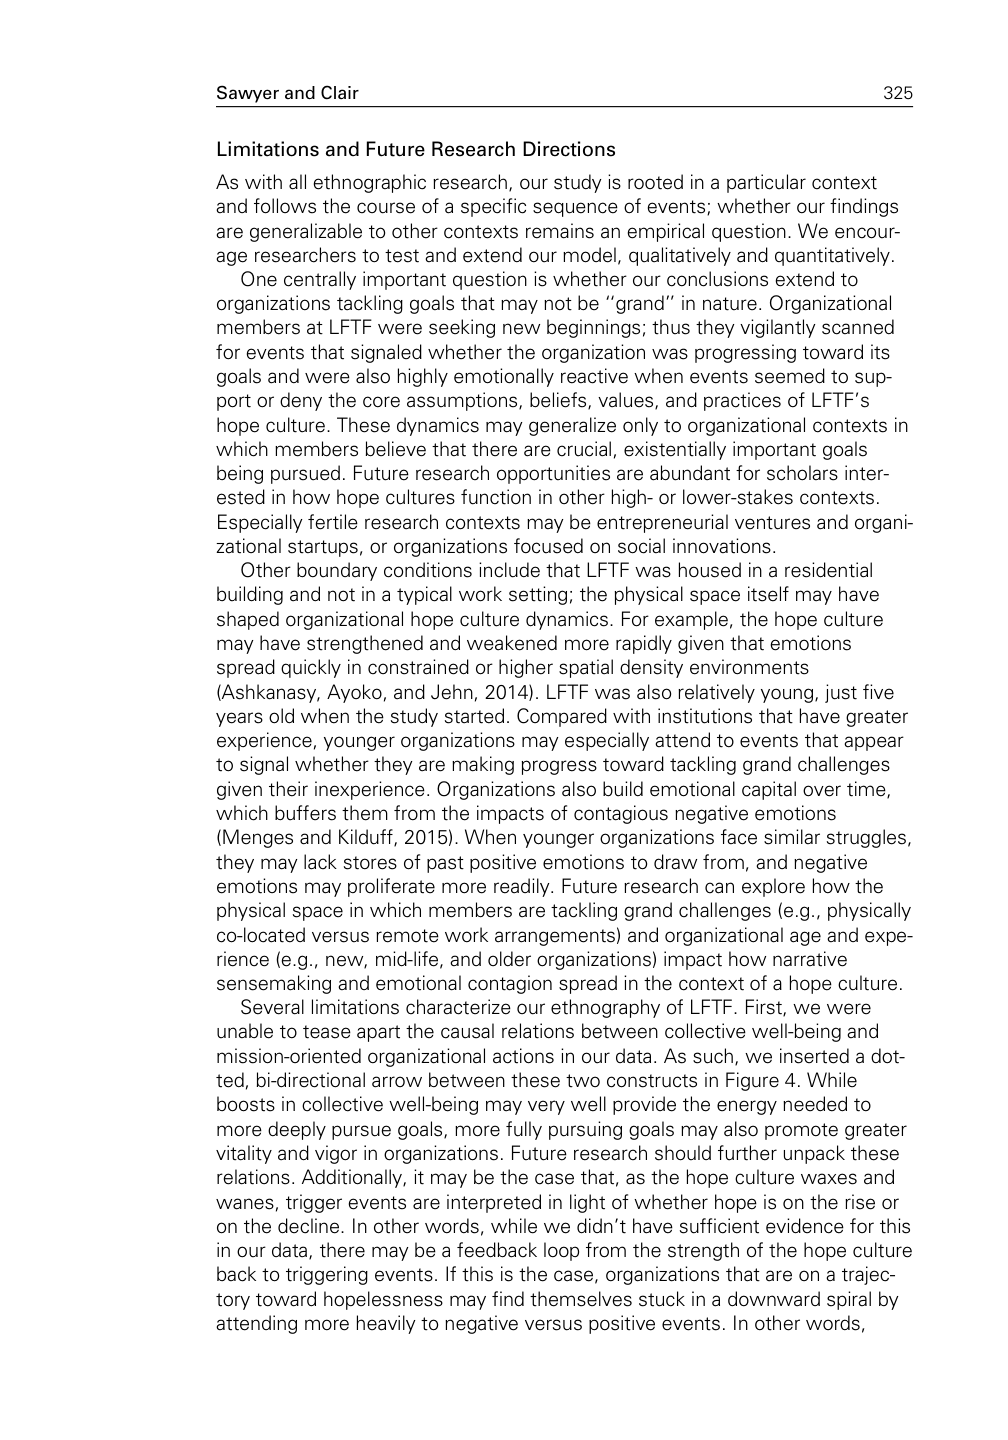 Sawyer and Clair 325
Limitations and Future Research Directions
As with all ethnographic research, our study is rooted in a particular context
and follows the course of a specific sequence of events; whether our findings
are generalizable to other contexts remains an empirical question. We encour-
age researchers to test and extend our model, qualitatively and quantitatively.
One centrally important question is whether our conclusions extend to
organizations tackling goals that may not be ‘‘grand’’ in nature. Organizational
members at LFTF were seeking new beginnings; thus they vigilantly scanned
for events that signaled whether the organization was progressing toward its
goals and were also highly emotionally reactive when events seemed to sup-
port or deny the core assumptions, beliefs, values, and practices of LFTF’s
hope culture. These dynamics may generalize only to organizational contexts in
which members believe that there are crucial, existentially important goals
being pursued. Future research opportunities are abundant for scholars inter-
ested in how hope cultures function in other high- or lower-stakes contexts.
Especially fertile research contexts may be entrepreneurial ventures and organi-
zational startups, or organizations focused on social innovations.
Other boundary conditions include that LFTF was housed in a residential
building and not in a typical work setting; the physical space itself may have
shaped organizational hope culture dynamics. For example, the hope culture
may have strengthened and weakened more rapidly given that emotions
spread quickly in constrained or higher spatial density environments
(Ashkanasy, Ayoko, and Jehn, 2014). LFTF was also relatively young, just five
years old when the study started. Compared with institutions that have greater
experience, younger organizations may especially attend to events that appear
to signal whether they are making progress toward tackling grand challenges
given their inexperience. Organizations also build emotional capital over time,
which buffers them from the impacts of contagious negative emotions
(Menges and Kilduff, 2015). When younger organizations face similar struggles,
they may lack stores of past positive emotions to draw from, and negative
emotions may proliferate more readily. Future research can explore how the
physical space in which members are tackling grand challenges (e.g., physically
co-located versus remote work arrangements) and organizational age and expe-
rience (e.g., new, mid-life, and older organizations) impact how narrative
sensemaking and emotional contagion spread in the context of a hope culture.
Several limitations characterize our ethnography of LFTF. First, we were
unable to tease apart the causal relations between collective well-being and
mission-oriented organizational actions in our data. As such, we inserted a dot-
ted, bi-directional arrow between these two constructs in Figure 4. While
boosts in collective well-being may very well provide the energy needed to
more deeply pursue goals, more fully pursuing goals may also promote greater
vitality and vigor in organizations. Future research should further unpack these
relations. Additionally, it may be the case that, as the hope culture waxes and
wanes, trigger events are interpreted in light of whether hope is on the rise or
on the decline. In other words, while we didn’t have sufficient evidence for this
in our data, there may be a feedback loop from the strength of the hope culture
back to triggering events. If this is the case, organizations that are on a trajec-
tory toward hopelessness may find themselves stuck in a downward spiral by
attending more heavily to negative versus positive events. In other words,